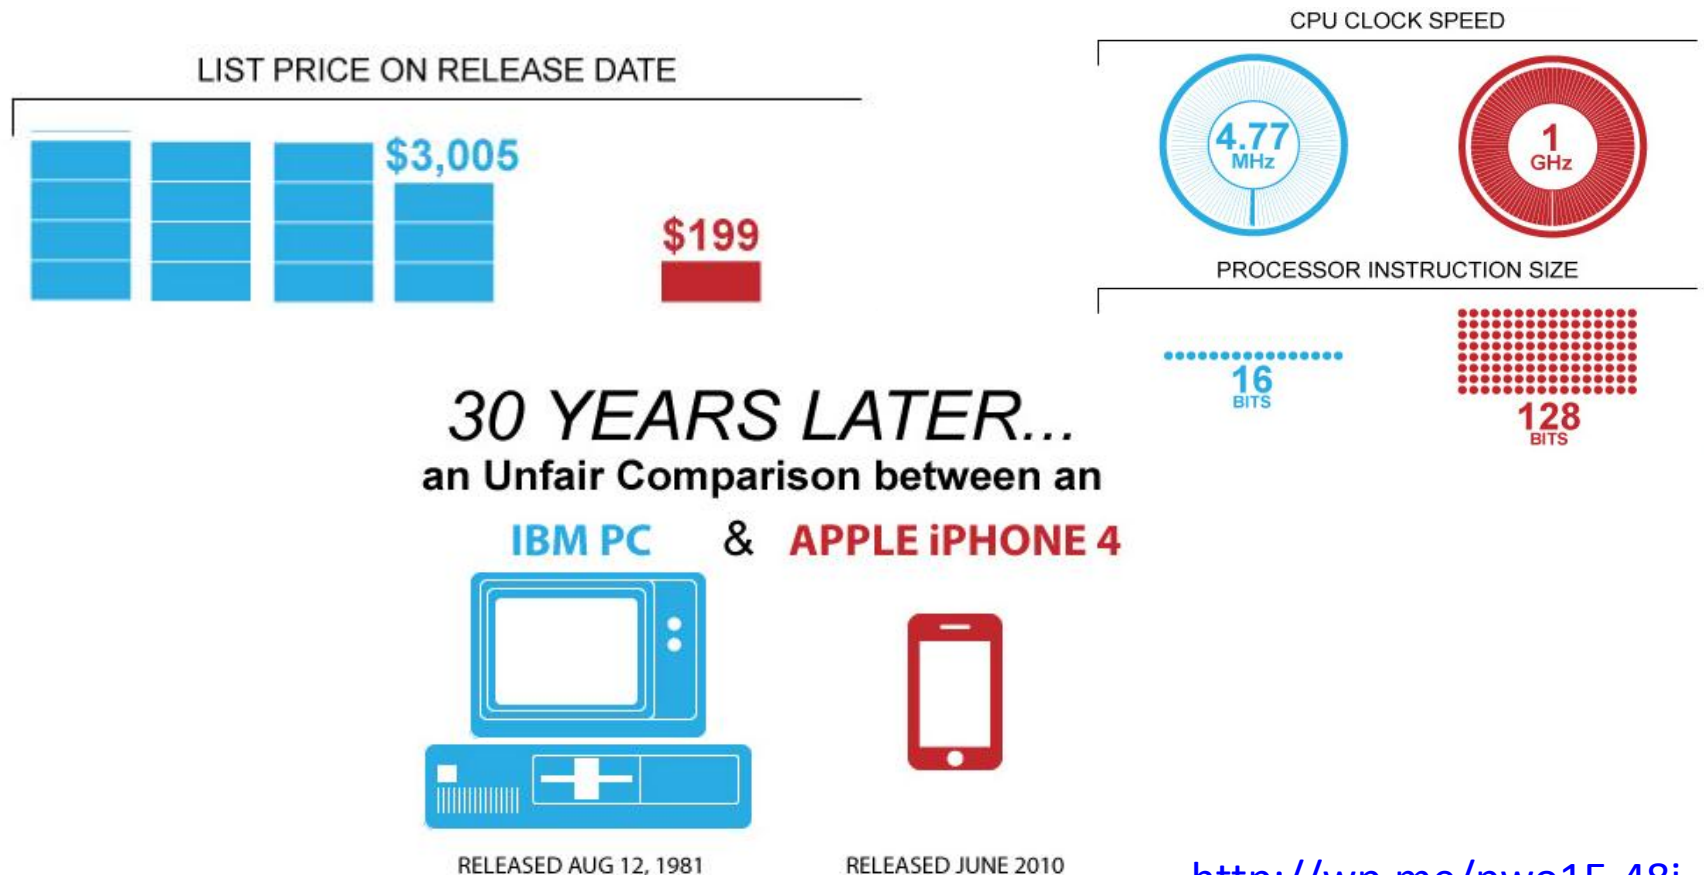 CPU CLOCK SPEED
LIST PRICE ON RELEASE DATE
$3,005
$199
4.77
MHz
1
GHz
PROCESSOR INSTRUCTION SIZE
16
BITS
128
BITS
30 YEARS LATER...
an Unfair Comparison between an
IBM PC & APPLE iPHONE 4
RELEASED AUG 12, 1981
RELEASED JUNE 2010